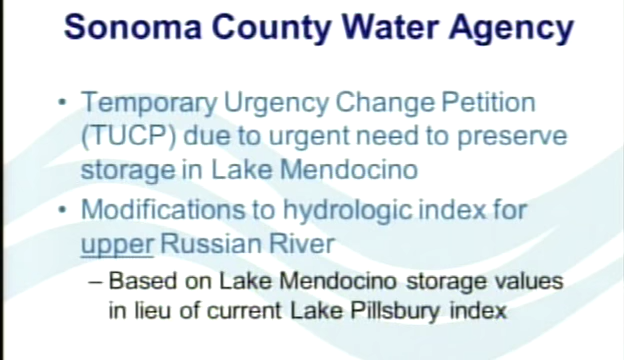 Sonoma County Water Agency
• Temporary Urgency Change Petition
(TUCP) due to urgent need to preserve
storage in Lake Mendocino
• Modifications to hydrologic index for
upper Russian River
– Based on Lake Mendocino storage values
in lieu of current Lake Pillsbury index